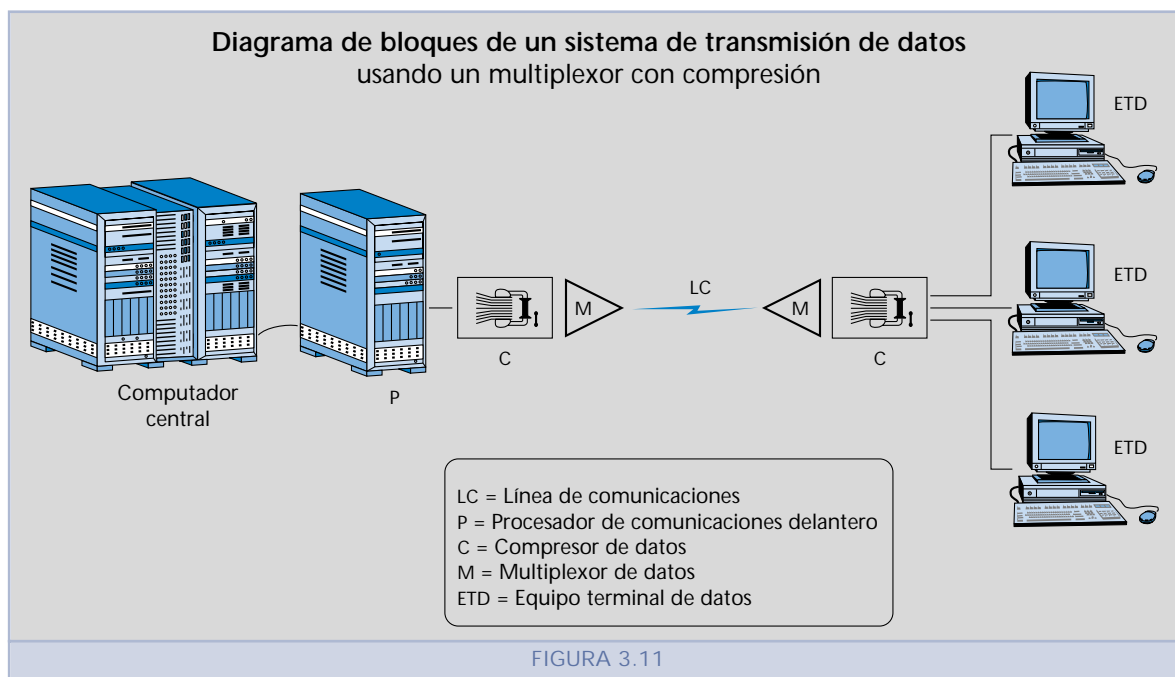 Diagrama de bloques de un sistema de transmisión de datos
usando un multiplexor con compresión
ETD
ETD
ETD
LC
M
M
C
C
P
Computador
central
LC = Línea de comunicaciones
P = Procesador de comunicaciones delantero
C = Compresor de datos
M = Multiplexor de datos
ETD = Equipo terminal de datos
FIGURA 3.11